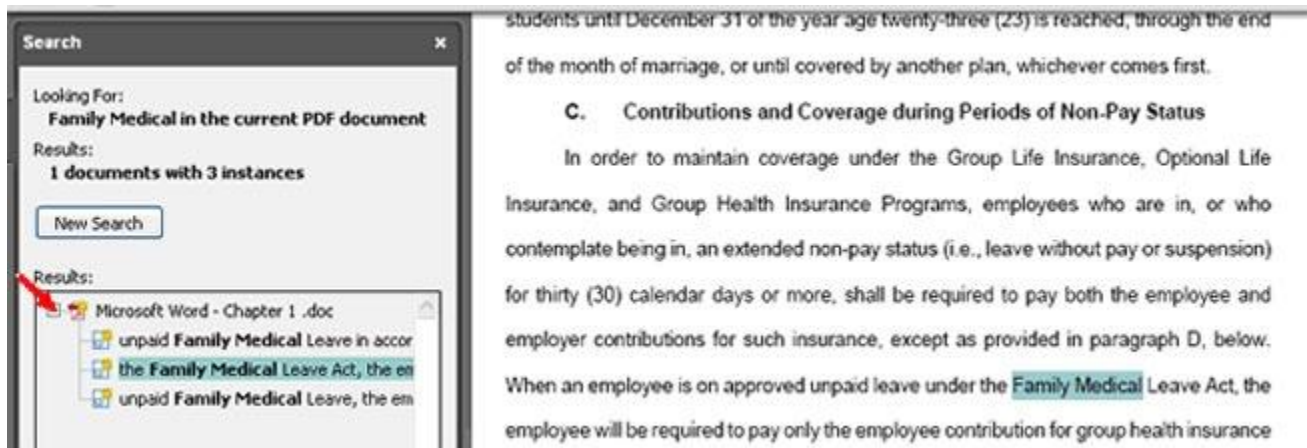 Search x
Looking For:
Family Medical in the current PDF document
Results:
1 documents with 3 instances
New Search
Results:
Microsoft Word - Chapter 1 .doc
unpaid Family Medical Leave in accor
the Family Medical Leave Act, the em
unpaid Family Medical Leave, the em
students until December 31 of the year age twenty-three (23) is reached, through the end
of the month of marriage, or until covered by another plan, whichever comes first.
C. Contributions and Coverage during Periods of Non-Pay Status
In order to maintain coverage under the Group Life Insurance, Optional Life
Insurance, and Group Health Insurance Programs, employees who are in, or who
contemplate being in, an extended non-pay status (i.e., leave without pay or suspension)
for thirty (30) calendar days or more, shall be required to pay both the employee and
employer contributions for such insurance, except as provided in paragraph D, below.
When an employee is on approved unpaid leave under the Family Medical Leave Act, the
employee will be required to pay only the employee contribution for group health insurance